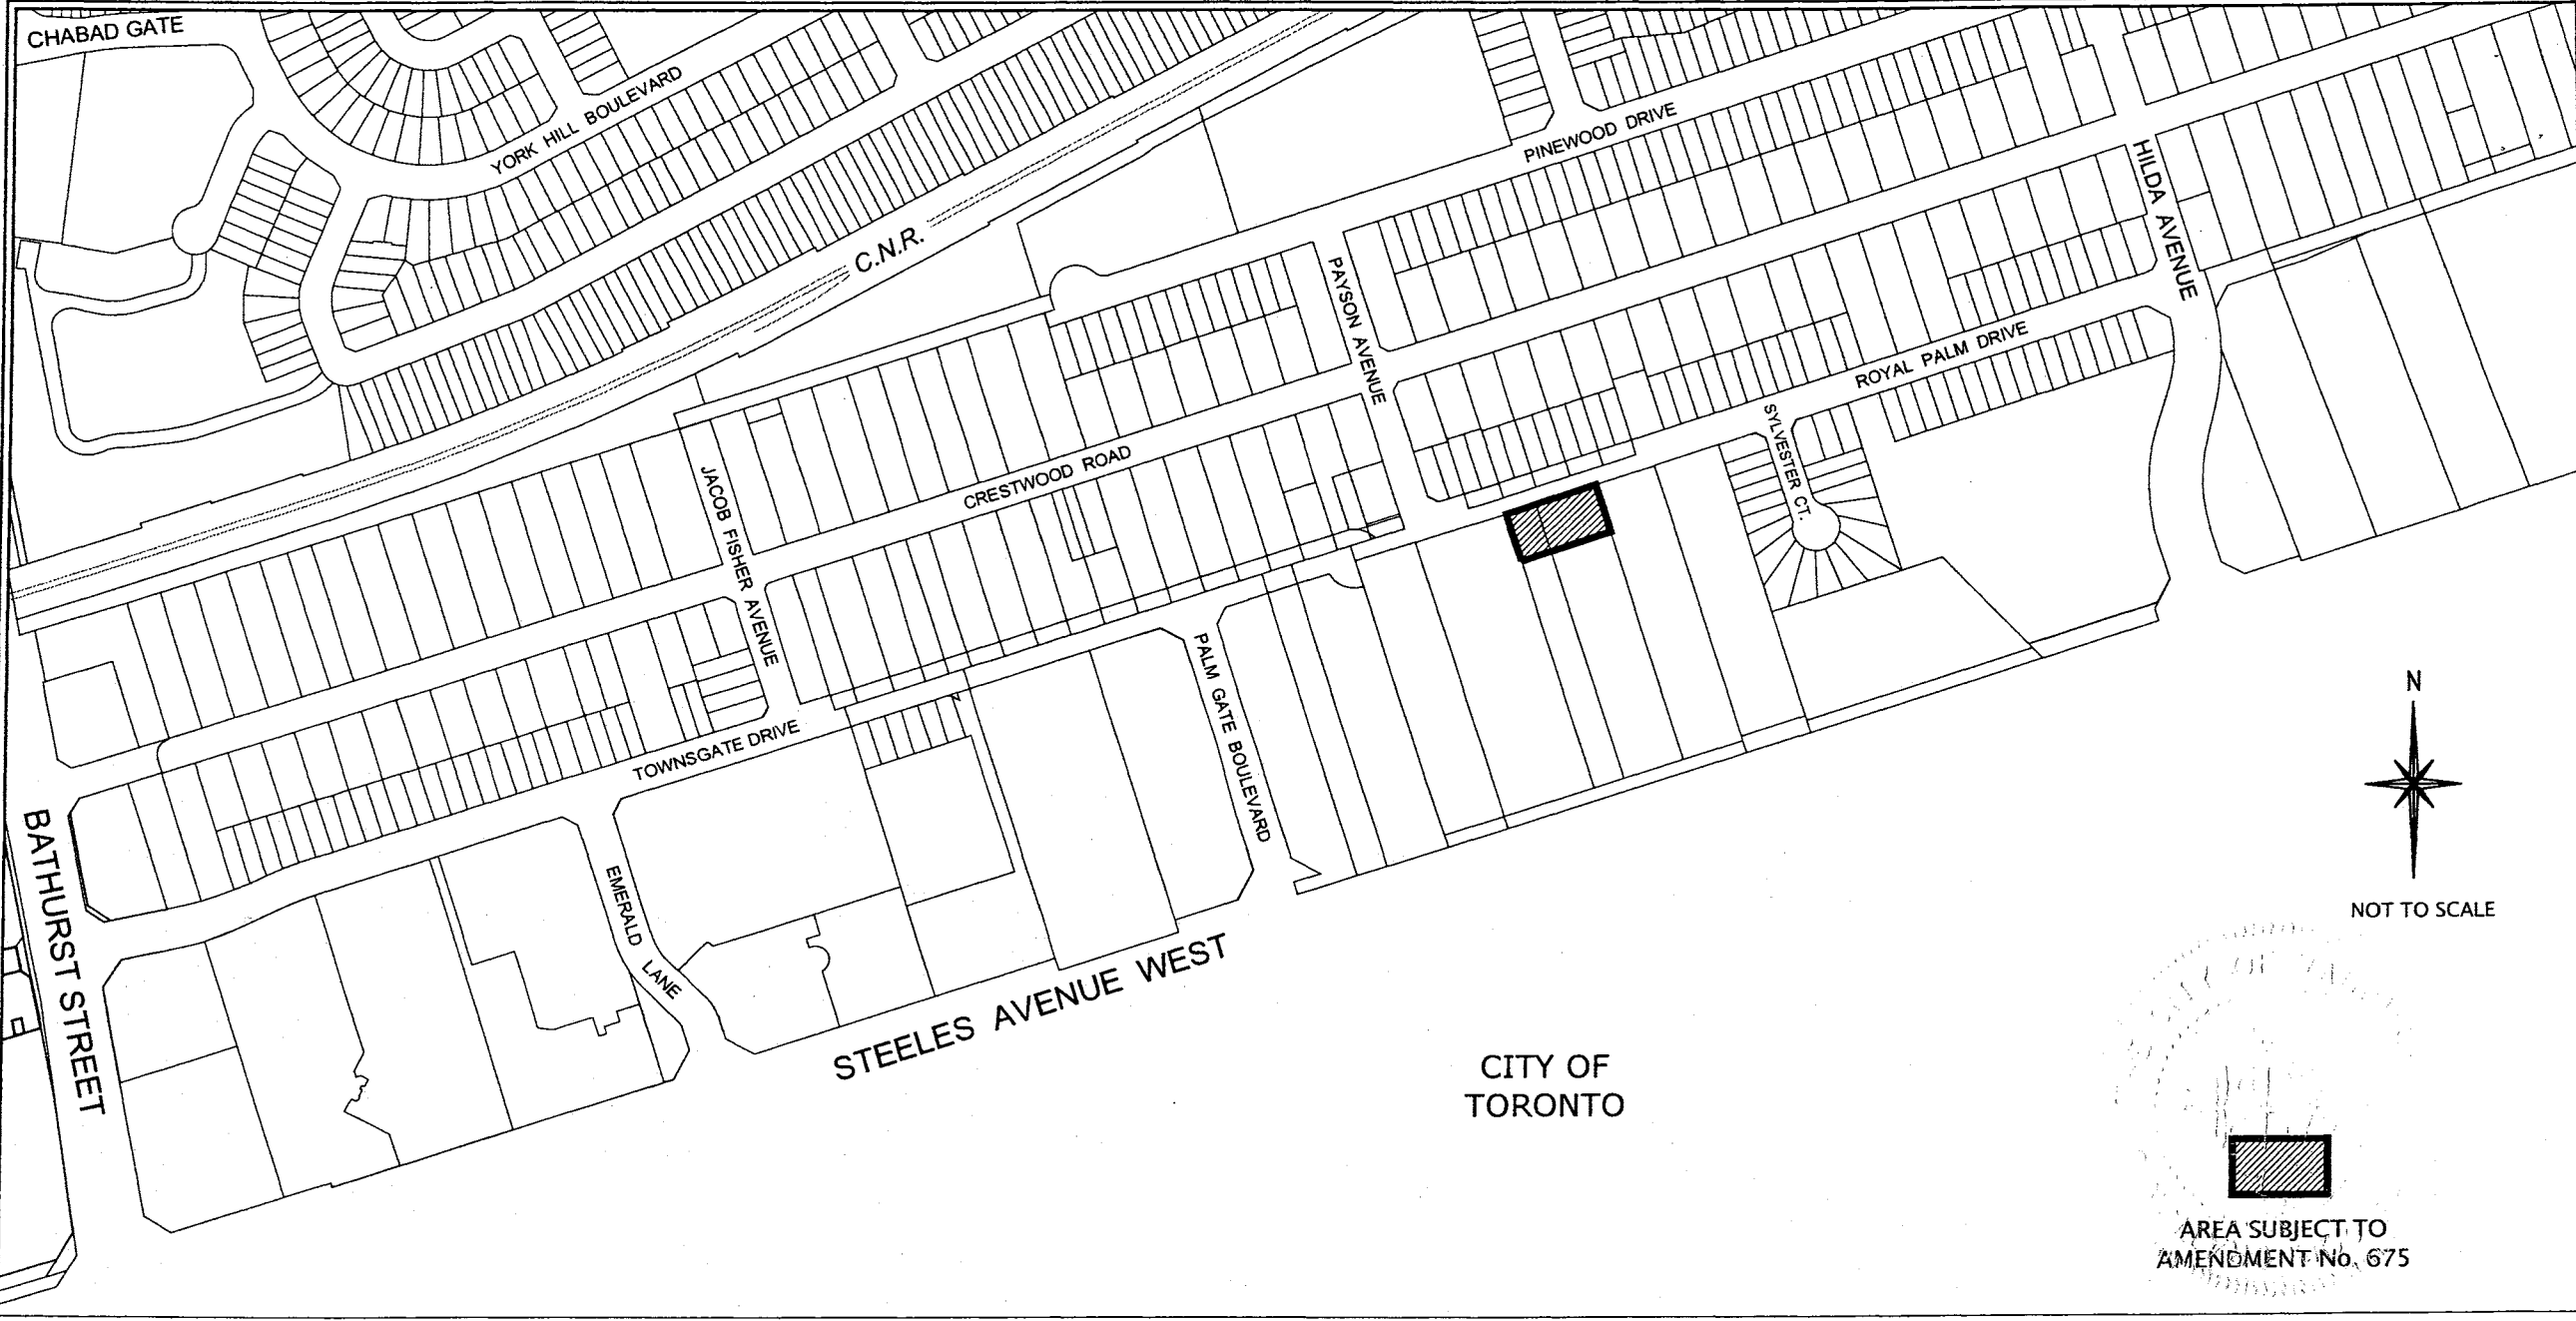 CHABAD GATE
YORK HILL BOULEVARD
C.N.R.
PINEWOOD DRIVE
HILDA AVENUE
PAYSON AVENUE
ROYAL PALM DRIVE
SYLVESTER CT.
CRESTWOOD ROAD
JACOB FISHER AVENUE
TOWNSGATE DRIVE
PALM GATE BOULEVARD
EMERALD LANE
BATHURST STREET
STEELES AVENUE WEST
N
NOT TO SCALE
CITY OF
TORONTO
AREA SUBJECT TO
AMENDMENT No. 675